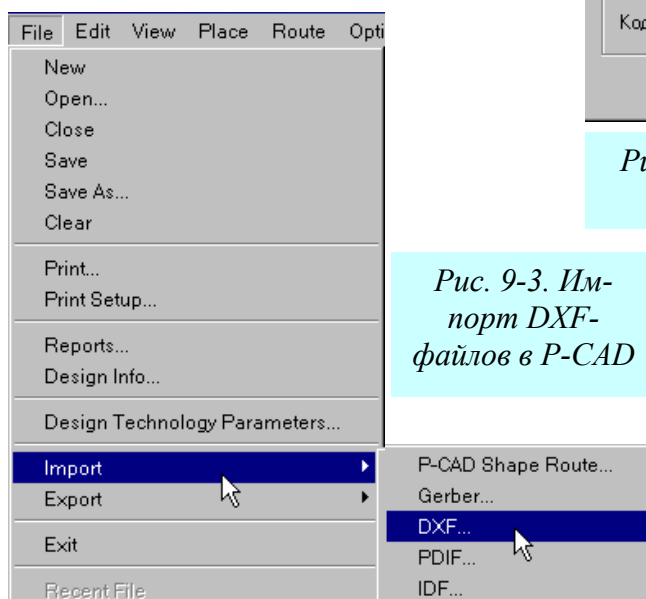 File Edit View Place Route Opti
New
Open...
Close
Save
Save As...
Clear
Print...
Print Setup...
Reports...
Design Info...
Design Technology Parameters...
Import
Export
Exit
Recent File
P-CAD Shape Route...
Gerber...
DXF...
PDIF...
IDF...
Рис. 9-3. Им-
порт DXF-
файлов в P-CAD